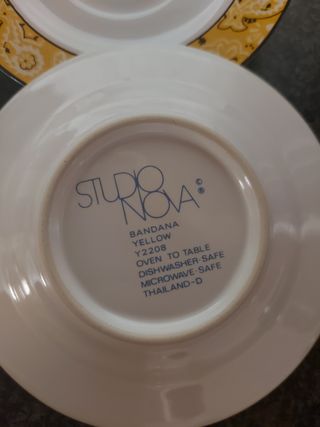 STUDIO
NOVA © ®
BANDANA
YELLOW
Y2208
OVEN TO TABLE
DISHWASHER-SAFE
MICROWAVE-SAFE
THAILAND-D